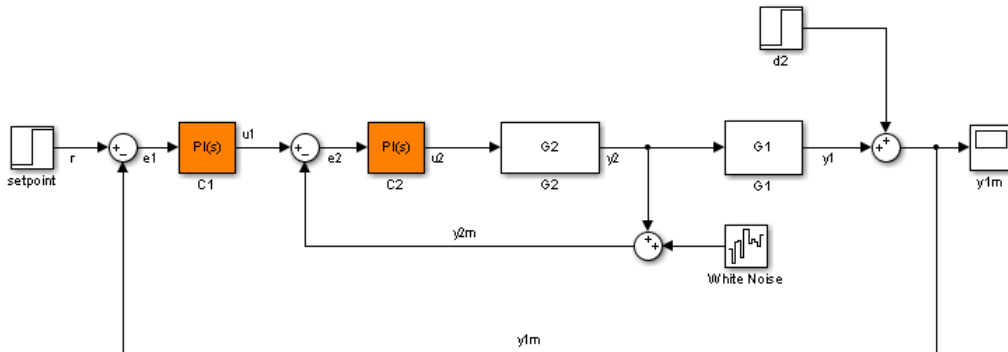 d2
PI(s)
u1
PI(s)
G2
G1
r
e1
e2
u2
y2
y1
setpoint
C1
C2
G2
G1
y1m
y2m
White Noise
y1m